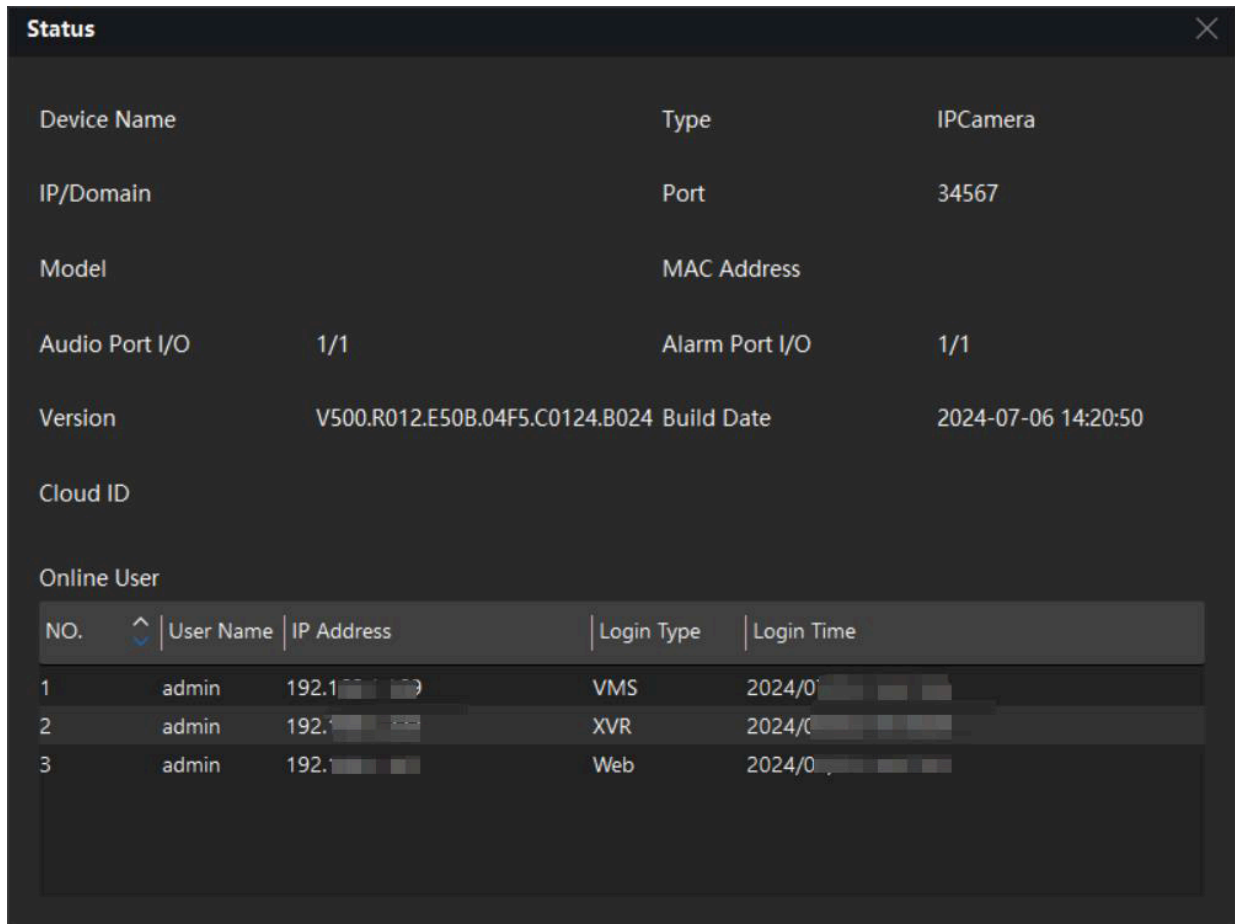 Status
Device Name Type IPCamera
IP/Domain Port 34567
Model MAC Address
Audio Port I/O 1/1 Alarm Port I/O 1/1
Version V500.R012.E50B.04F5.C0124.B024 Build Date 2024-07-06 14:20:50
Cloud ID
Online User
NO. User Name IP Address Login Type Login Time
1 admin VMS
2 admin XVR
3 admin Web